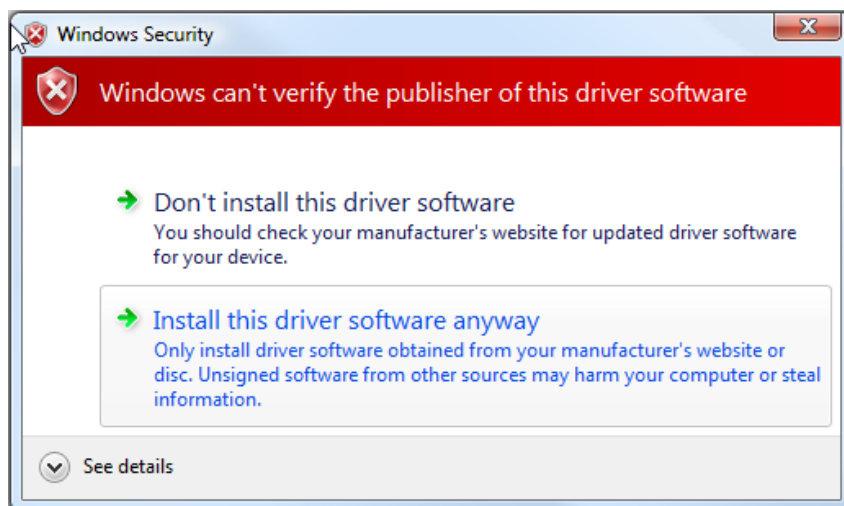 Windows Security
Windows can't verify the publisher of this driver software
Don't install this driver software
You should check your manufacturer's website for updated driver software
for your device.
Install this driver software anyway
Only install driver software obtained from your manufacturer's website or
disc. Unsigned software from other sources may harm your computer or steal
information.
See details